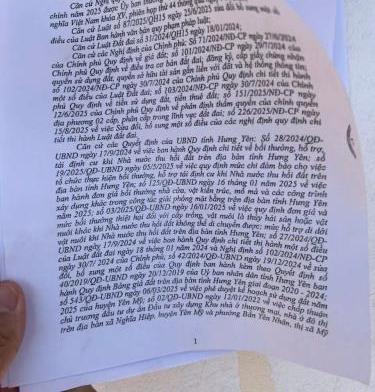 Căn cứ Nghị
chính năm 2025 được Ủy ban Thường
nghĩa Việt Nam khóa XV, phiên họp thứ 44 thông
Căn cứ Luật số 87/2025/QH15 ngày 25/6/2025 sửa đổi bổ sung
điều của Luật Ban hành văn bản quy phạm pháp luật;
Căn cứ Luật Đất đai số 31/2024/QH15 ngày 18/01/2024;
Căn cứ các Nghị định của Chính phủ: Số 71/2024/NĐ-CP ngày 27/6/2024
của Chính phủ Quy định về giá đất; số 101/2024/NĐ-CP ngày 29/7/2024 của
Chính phủ Quy định về điều tra cơ bản đất đai; đăng ký, cấp giấy chứng nhận
quyền sử dụng đất, quyền sở hữu tài sản gắn liền với đất và hệ thống thông tin;
số 102/2024/NĐ-CP ngày 30/7/2024 của Chính phủ Quy định chi tiết thi hành
một số điều của Luật Đất đai; số 103/2024/NĐ-CP ngày 30/7/2024 của Chính
phủ Quy định về tiền sử dụng đất, tiền thuê đất; số 151/2025/NĐ-CP ngày
12/6/2025 của Chính phủ Quy định về phân định thẩm quyền của chính quyền
địa phương 02 cấp, phân cấp trong lĩnh vực đất đai; số 226/2025/NĐ-CP ngày
15/8/2025 về việc Sửa đổi, bổ sung một số điều của các nghị định quy định chi
tiết thi hành Luật đất đai.
Căn cứ các Quyết định của UBND tỉnh Hưng Yên: Số 28/2024/QĐ-
UBND ngày 17/9/2024 về việc ban hành Quy định chi tiết về bồi thường, hỗ trợ,
tái định cư khi Nhà nước thu hồi đất trên địa bàn tỉnh Hưng Yên; số
19/2025/QĐ-UBND ngày 05/5/2025 về việc quy định mức chi đảm bảo cho việc
tổ chức thực hiện bồi thường, hỗ trợ tái định cư khi Nhà nước thu hồi đất trên
địa bàn tỉnh Hưng Yên; số 125/QĐ-UBND ngày 16 tháng 01 năm 2025 về việc
ban hành đơn giá bồi thường nhà cửa, vật kiến trúc, mồ mả và các công trình
xây dựng khác trong công tác giải phóng mặt bằng trên địa bàn tỉnh Hưng Yên
năm 2025; số 03/2025/QĐ-UBND ngày 16/01/2025 về việc quy định đơn giá và
mức bồi thường thiệt hại đối với cây trồng, vật nuôi là thủy hải sản hoặc vật
nuôi khác khi Nhà nước thu hồi đất không thể di chuyển được; mức hỗ trợ di dời
vật nuôi khi Nhà nước thu hồi đất trên địa bàn tỉnh Hưng Yên; số 27/2024/QĐ-
UBND ngày 17/9/2024 về việc ban hành Quy định chi tiết thi hành một số điều
của Luật Đất đai ngày 18 tháng 01 năm 2024 và Nghị định số 102/2024/NĐ-CP
ngày 30/7/2024 của Chính phủ, số 42/2024/QĐ-UBND ngày 19/12/2024 về sửa
đổi, bổ sung một số điều của Quy định ban hành kèm theo Quyết định số
40/2019/QĐ-UBND ngày 20/12/2019 của Uỷ ban nhân dân tỉnh Hưng Yên ban
hành Quy định Bảng giá đất trên địa bàn tỉnh Hưng Yên giai đoạn 2020 - 2024;
số 543/QĐ-UBND ngày 06/03/2025 về việc phê duyệt kế hoạch sử dụng đất năm
2025 của huyện Yên Mỹ; số 02/QĐ-UBND ngày 12/01/2022 về việc chấp thuận
chủ trương đầu tư dự án Đầu tư xây dựng Khu nhà ở thương mại, nhà ở đô thị
trên địa bàn xã Nghĩa Hiệp, huyện Yên Mỹ và phường Bần Yên Nhân, thị xã Mỹ
1